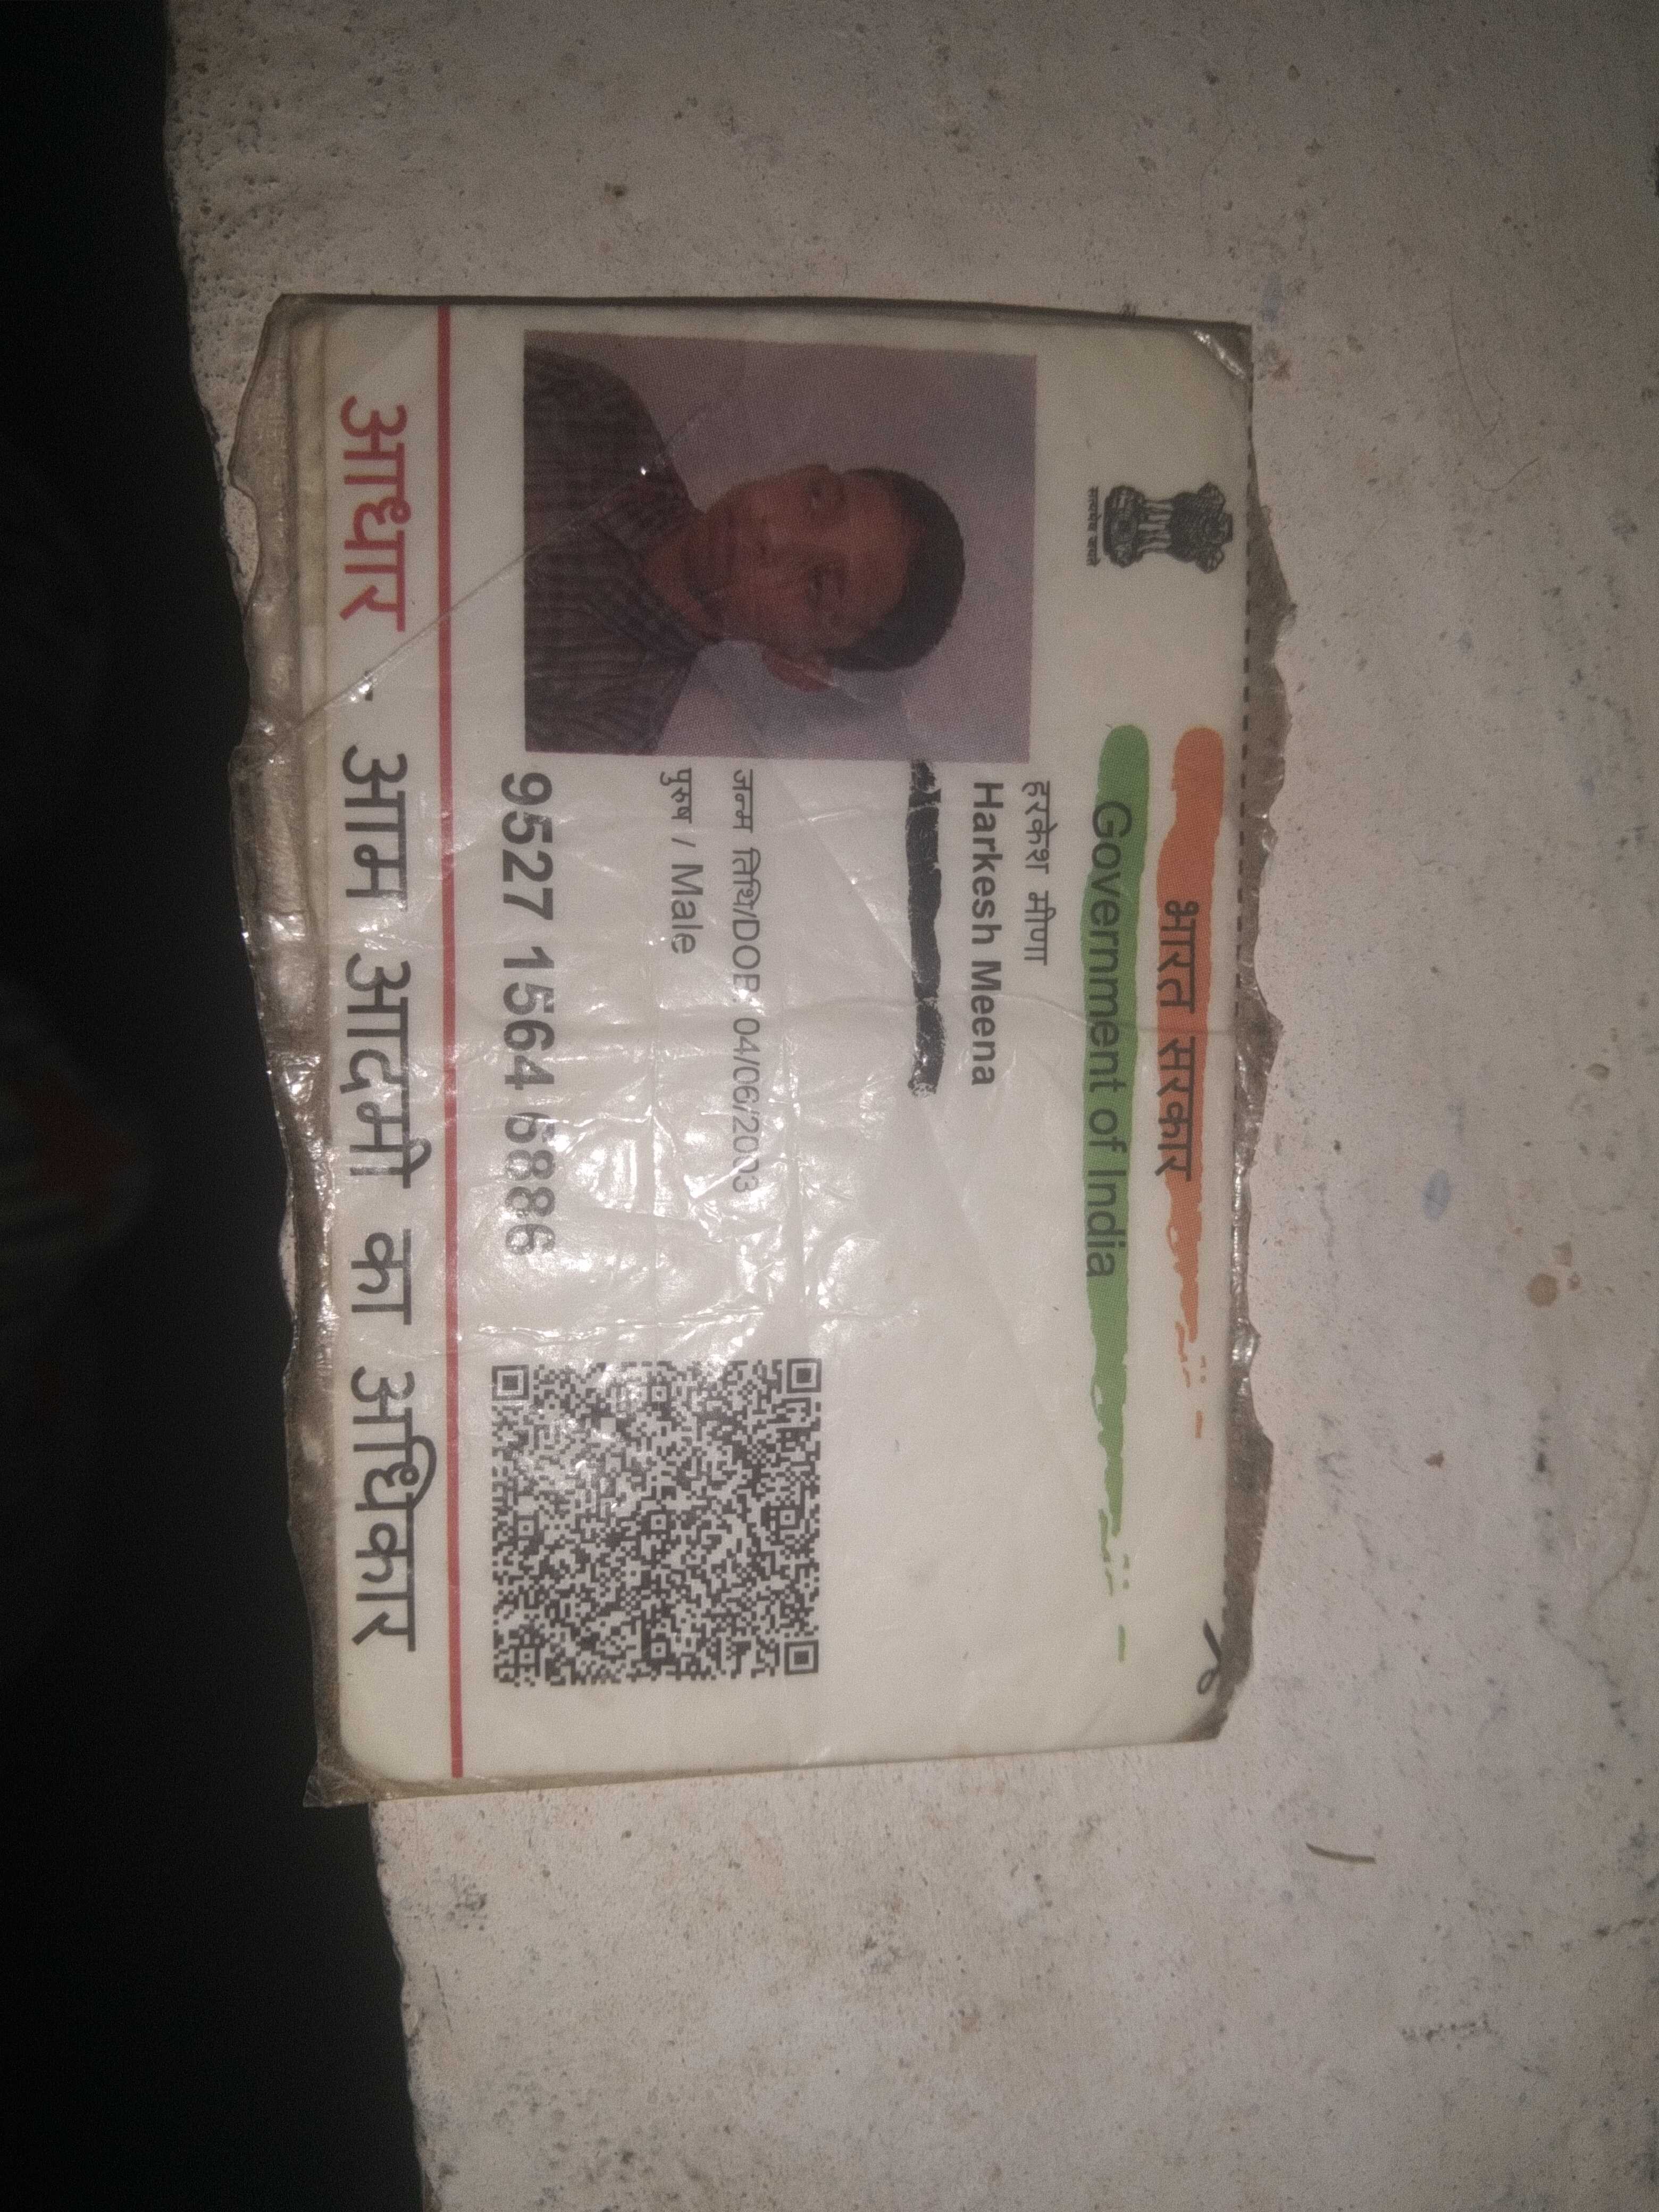 सत्यमेव जयते
भारत सरकार
Government of India
हरकेश मीणा
Harkesh Meena
जन्म तिथि/DOB: 04/06/2003
पुरुष / Male
9527 1564 6886
आधार - आम आदमी का अधिकार